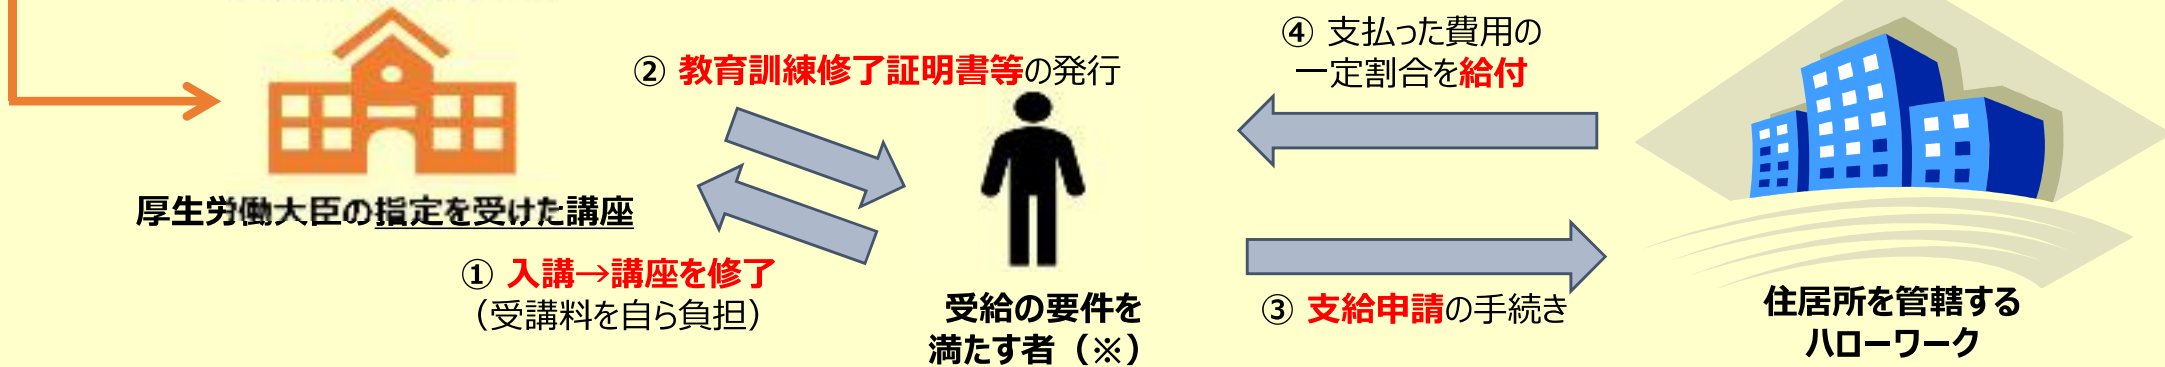 ② 教育訓練修了証明書等の発行
④ 支払った費用の
一定割合を給付
厚生労働大臣の指定を受けた講座
① 入講→講座を修了
（受講料を自ら負担）
受給の要件を
満たす者（※）
③ 支給申請の手続き
住居所を管轄する
ハローワーク